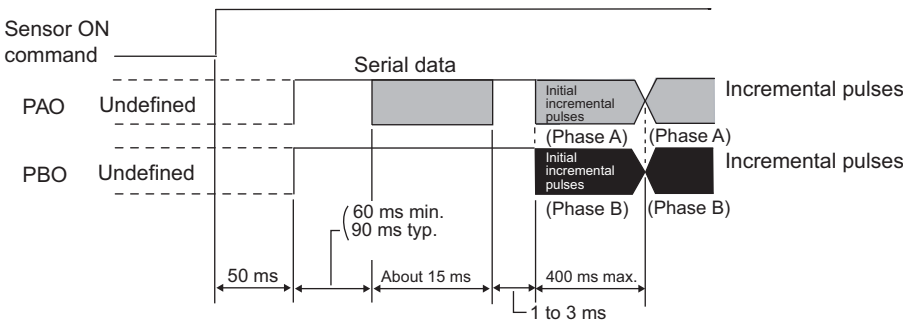 Sensor ON
command
Serial data
PAO
Undefined
Initial
incremental
pulses
(Phase A)
(Phase A)
Incremental pulses
PBO
Undefined
Initial
incremental
pulses
(Phase B)
(Phase B)
Incremental pulses
60 ms min.
90 ms typ.
50 ms
About 15 ms
400 ms max.
1 to 3 ms